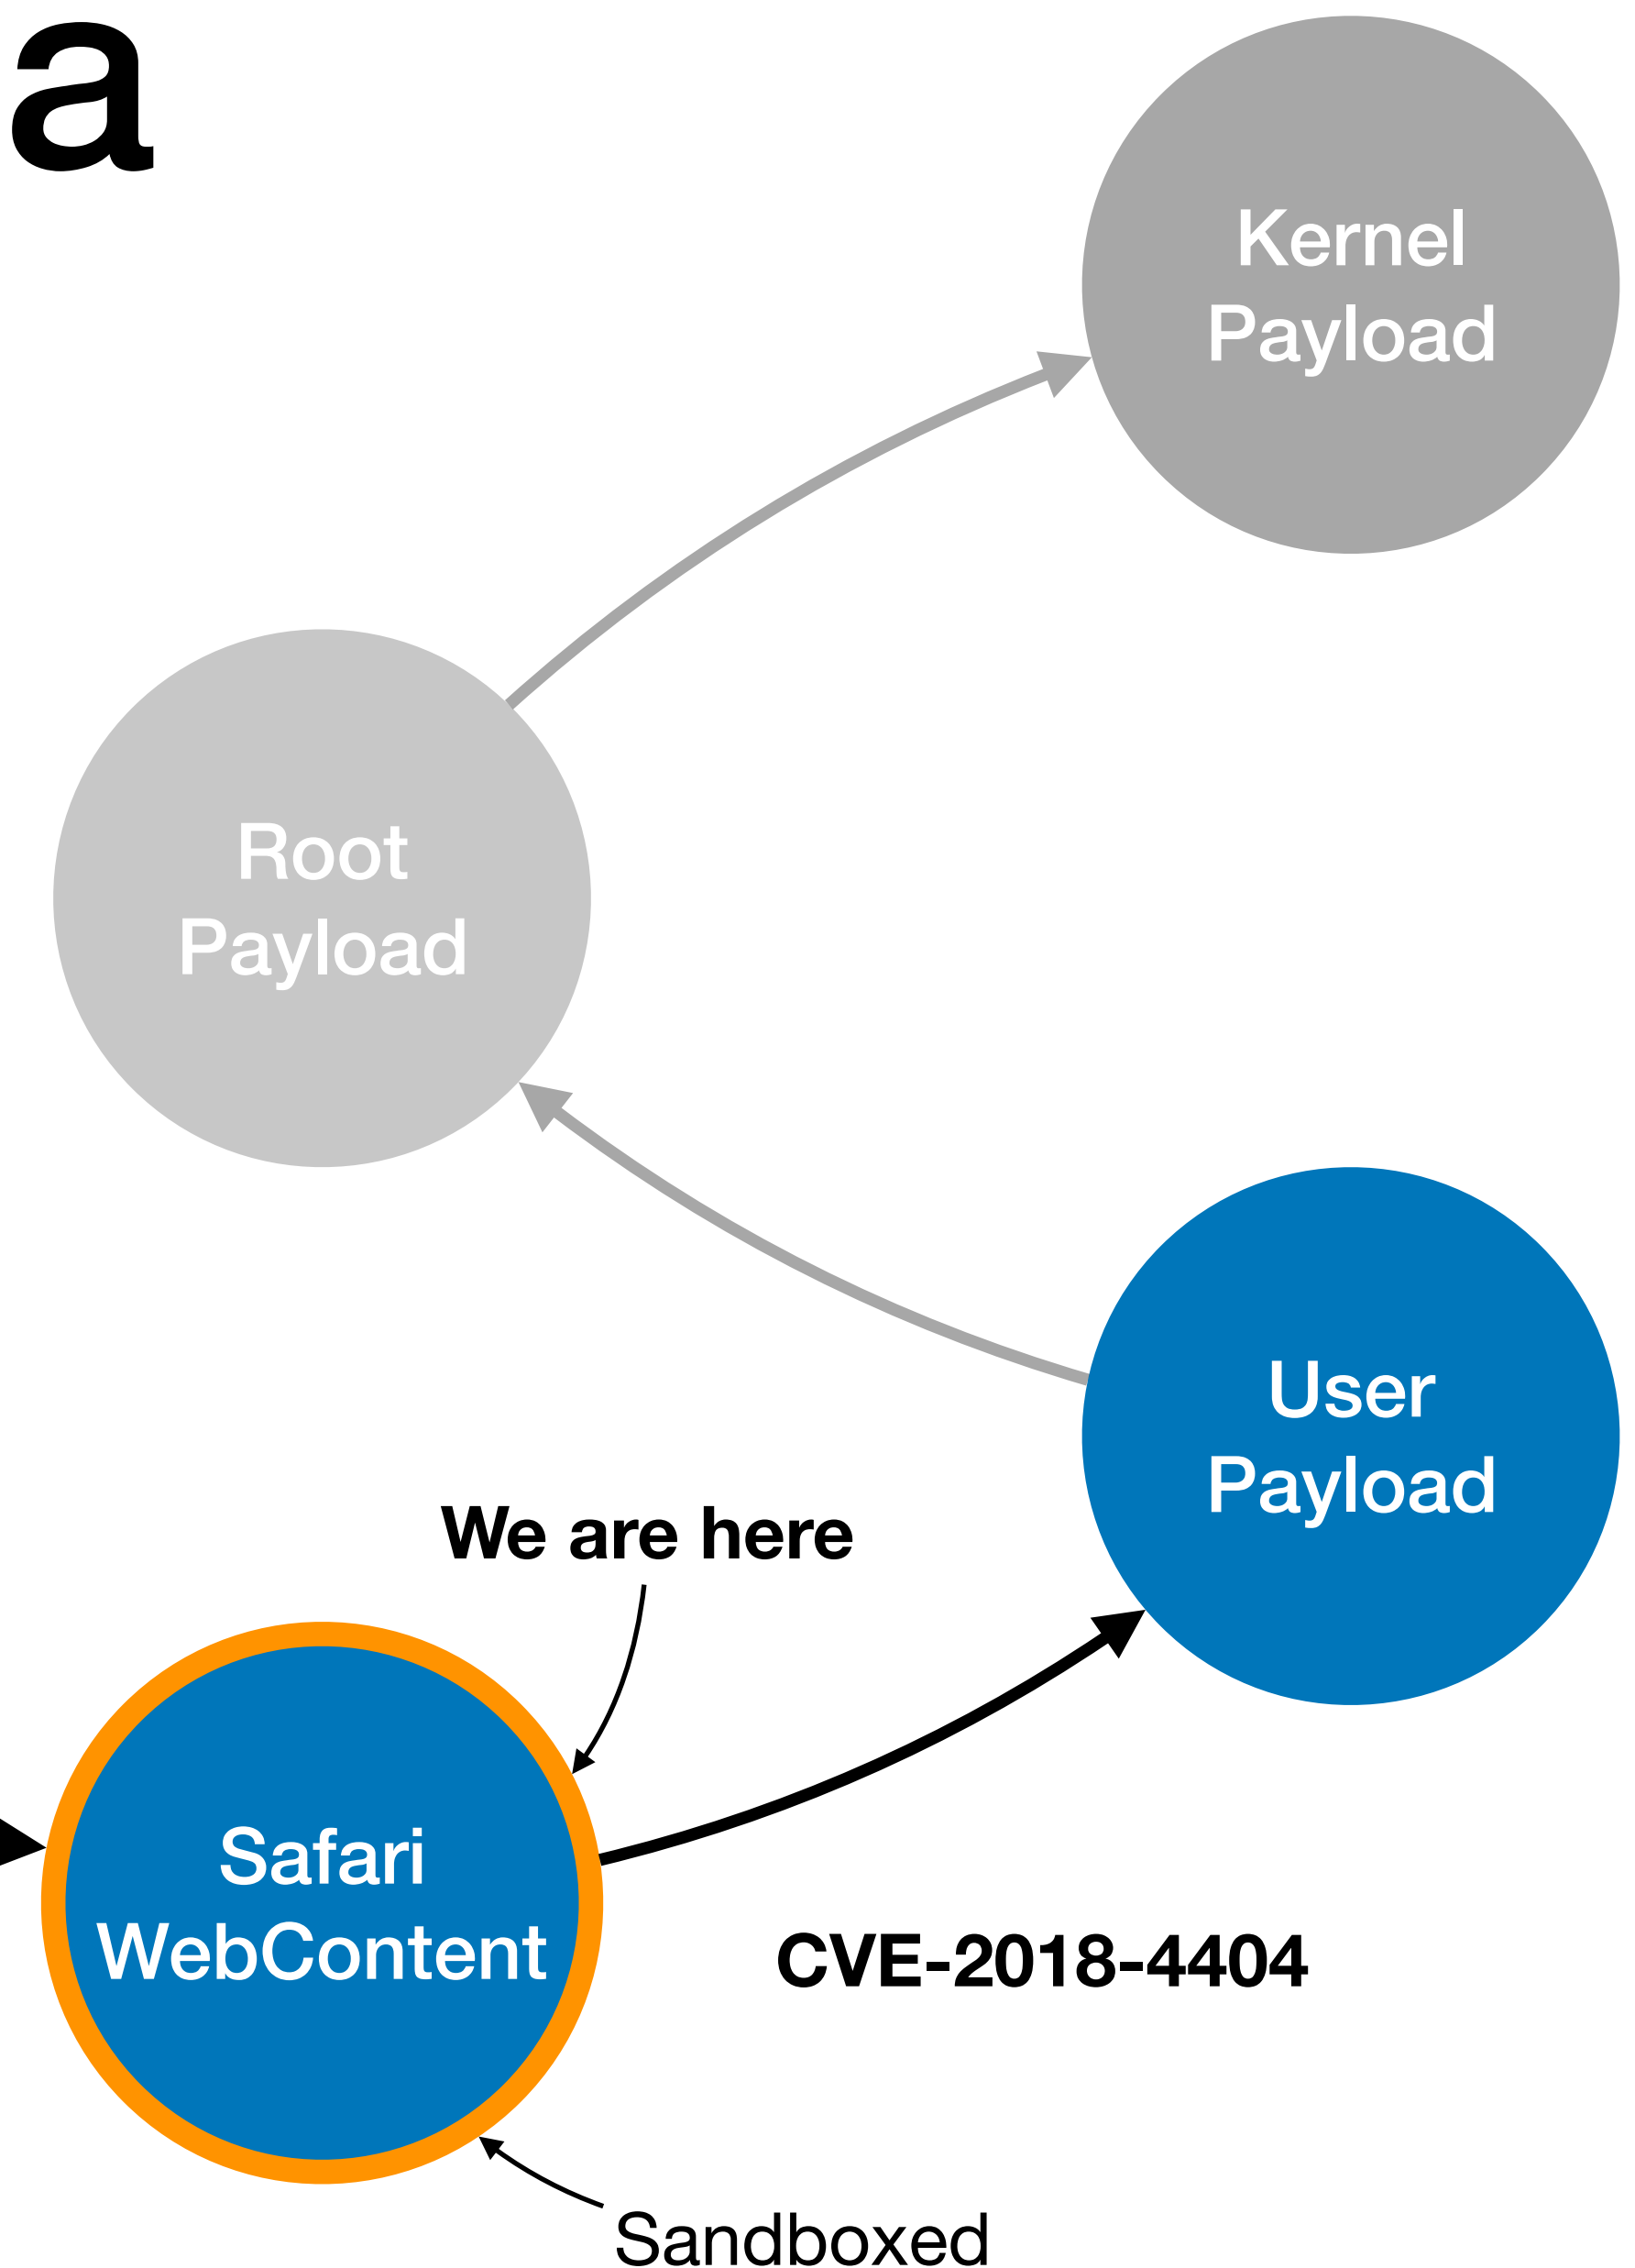 a
Kernel
Payload
Root
Payload
User
Payload
We are here
Safari
WebContent
CVE-2018-4404
Sandboxed